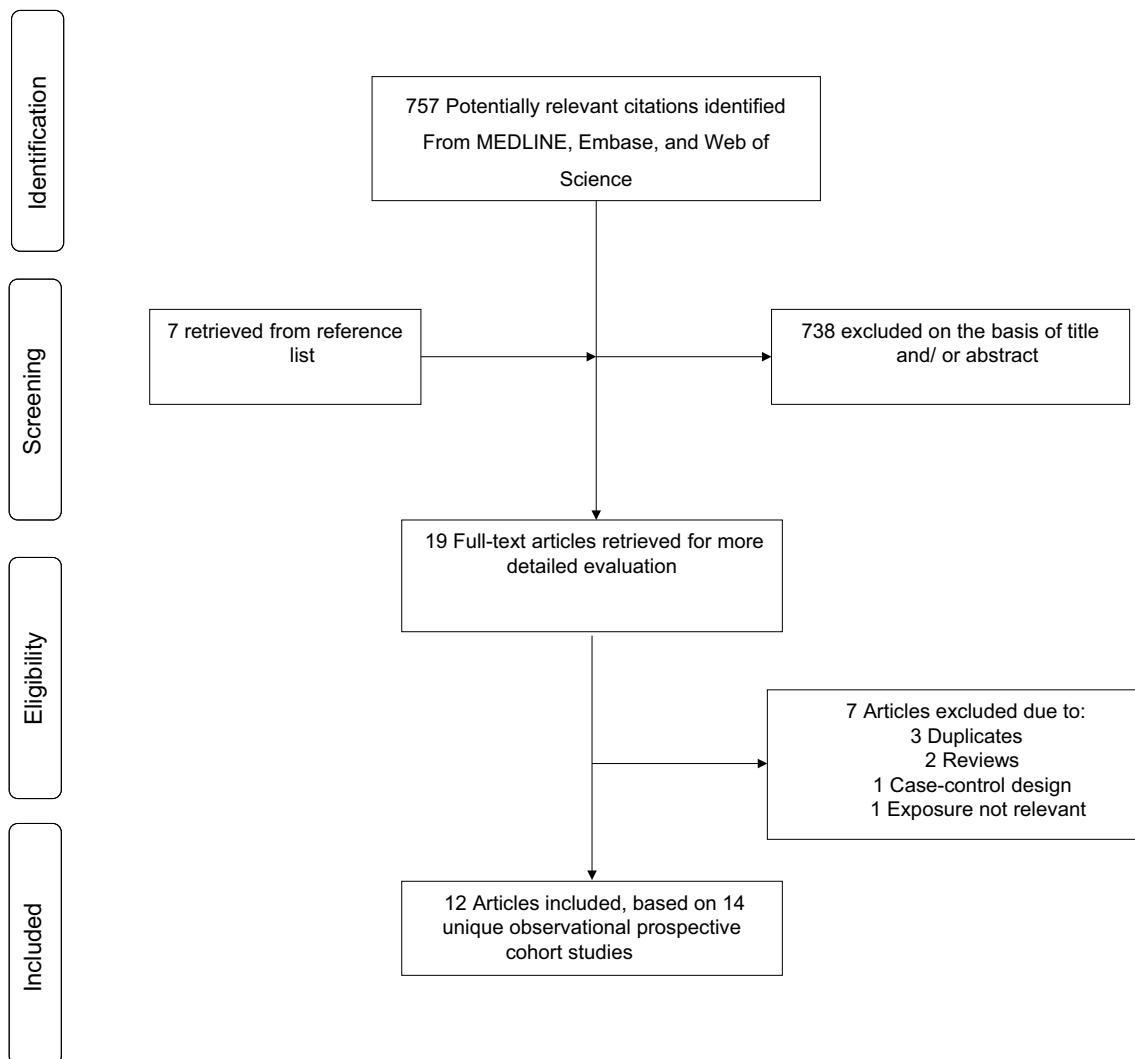 Identification
757 Potentially relevant citations identified
From MEDLINE, Embase, and Web of
Science
Screening
7 retrieved from reference
list
738 excluded on the basis of title
and/ or abstract
19 Full-text articles retrieved for more
detailed evaluation
Eligibility
7 Articles excluded due to:
3 Duplicates
2 Reviews
1 Case-control design
1 Exposure not relevant
Included
12 Articles included, based on 14
unique observational prospective
cohort studies